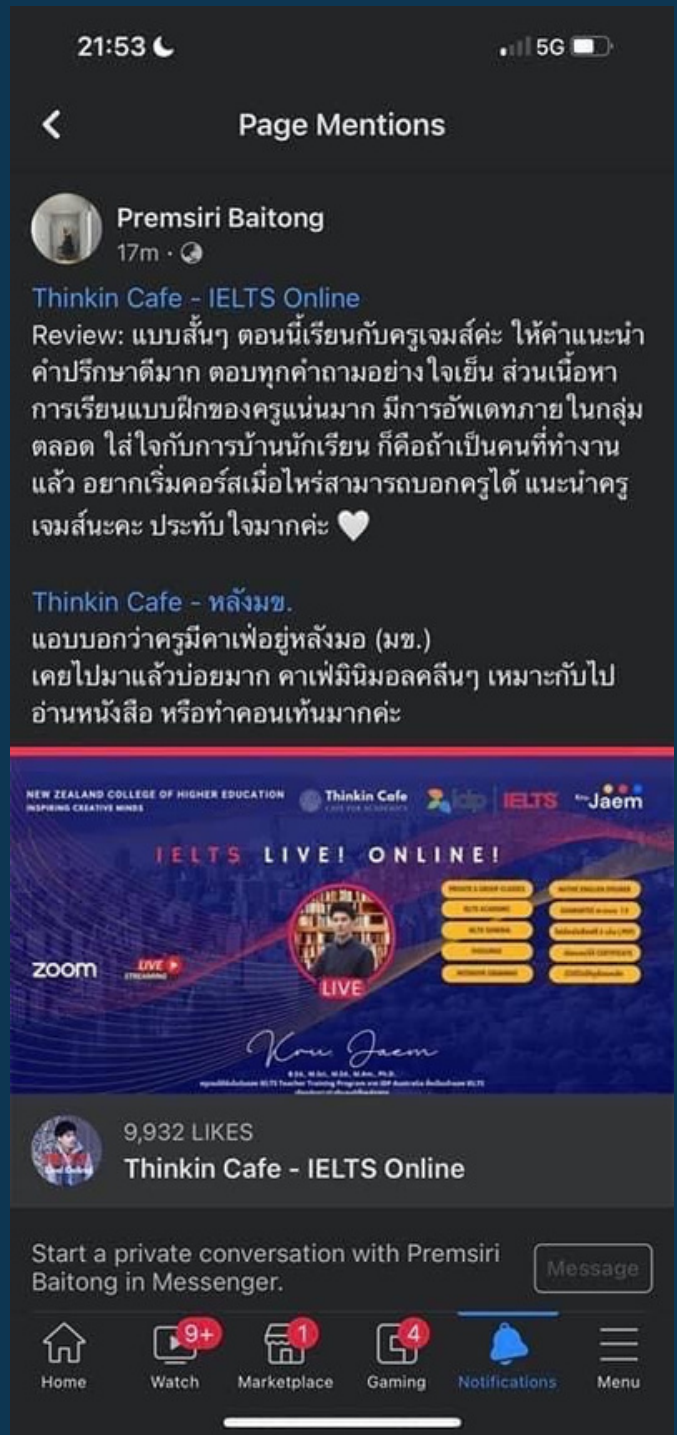 21:53
5G
Page Mentions
Premsiri Baitong
17m ·
Thinkin Cafe - IELTS Online
Review: แบบสั้นๆ ตอนนี้เรียนกับครูเจมส์ค่ะ ให้คำแนะนำ
คำปรึกษาดีมาก ตอบทุกคำถามอย่างใจเย็น ส่วนเนื้อหา
การเรียนแบบฝึกของครูแน่นมาก มีการอัพเดทภายในกลุ่ม
ตลอด ใส่ใจกับการบ้านนักเรียน ก็คือถ้าเป็นคนที่ทำงาน
แล้ว อยากเริ่มคอร์สเมื่อไหร่สามารถบอกครูได้ แนะนำครู
เจมส์นะคะ ประทับใจมากค่ะ 🤍
Thinkin Cafe - หลังมข.
แอบบอกว่าครูมีคาเฟ่อยู่หลังมอ (มข.)
เคยไปมาแล้วบ่อยมาก คาเฟ่มินิมอลคลีนๆ เหมาะกับไป
อ่านหนังสือ หรือทำคอนเท้นมากค่ะ
NEW ZEALAND COLLEGE OF HIGHER EDUCATION
INSPIRING CREATIVE MINDS
Thinkin Cafe
CAFE FOR ACADEMICS
idp IELTS
Kru Jaem
IELTS LIVE! ONLINE!
PRIVATE & GROUP CLASSES
IELTS ACADEMIC
IELTS GENERAL
INTENSIVE GRAMMAR
NATIVE ENGLISH SPEAKER
zoom
LIVE
STREAMING
LIVE
Kru Jaem
9,932 LIKES
Thinkin Cafe - IELTS Online
Start a private conversation with Premsiri
Baitong in Messenger.
Message
9+
1
4
Home
Watch
Marketplace
Gaming
Notifications
Menu